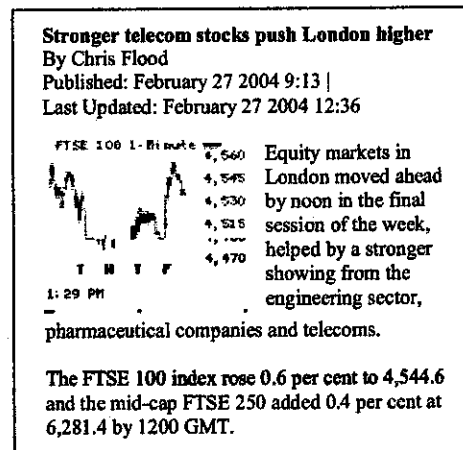 Stronger telecom stocks push London higher
By Chris Flood
Published: February 27 2004 9:13 |
Last Updated: February 27 2004 12:36
FTSE 100 1-Minute
4,560
4,545
4,530
4,515
4,470
T W T F
1:29 PM
Equity markets in
London moved ahead
by noon in the final
session of the week,
helped by a stronger
showing from the
engineering sector,
pharmaceutical companies and telecoms.
The FTSE 100 index rose 0.6 per cent to 4,544.6
and the mid-cap FTSE 250 added 0.4 per cent at
6,281.4 by 1200 GMT.